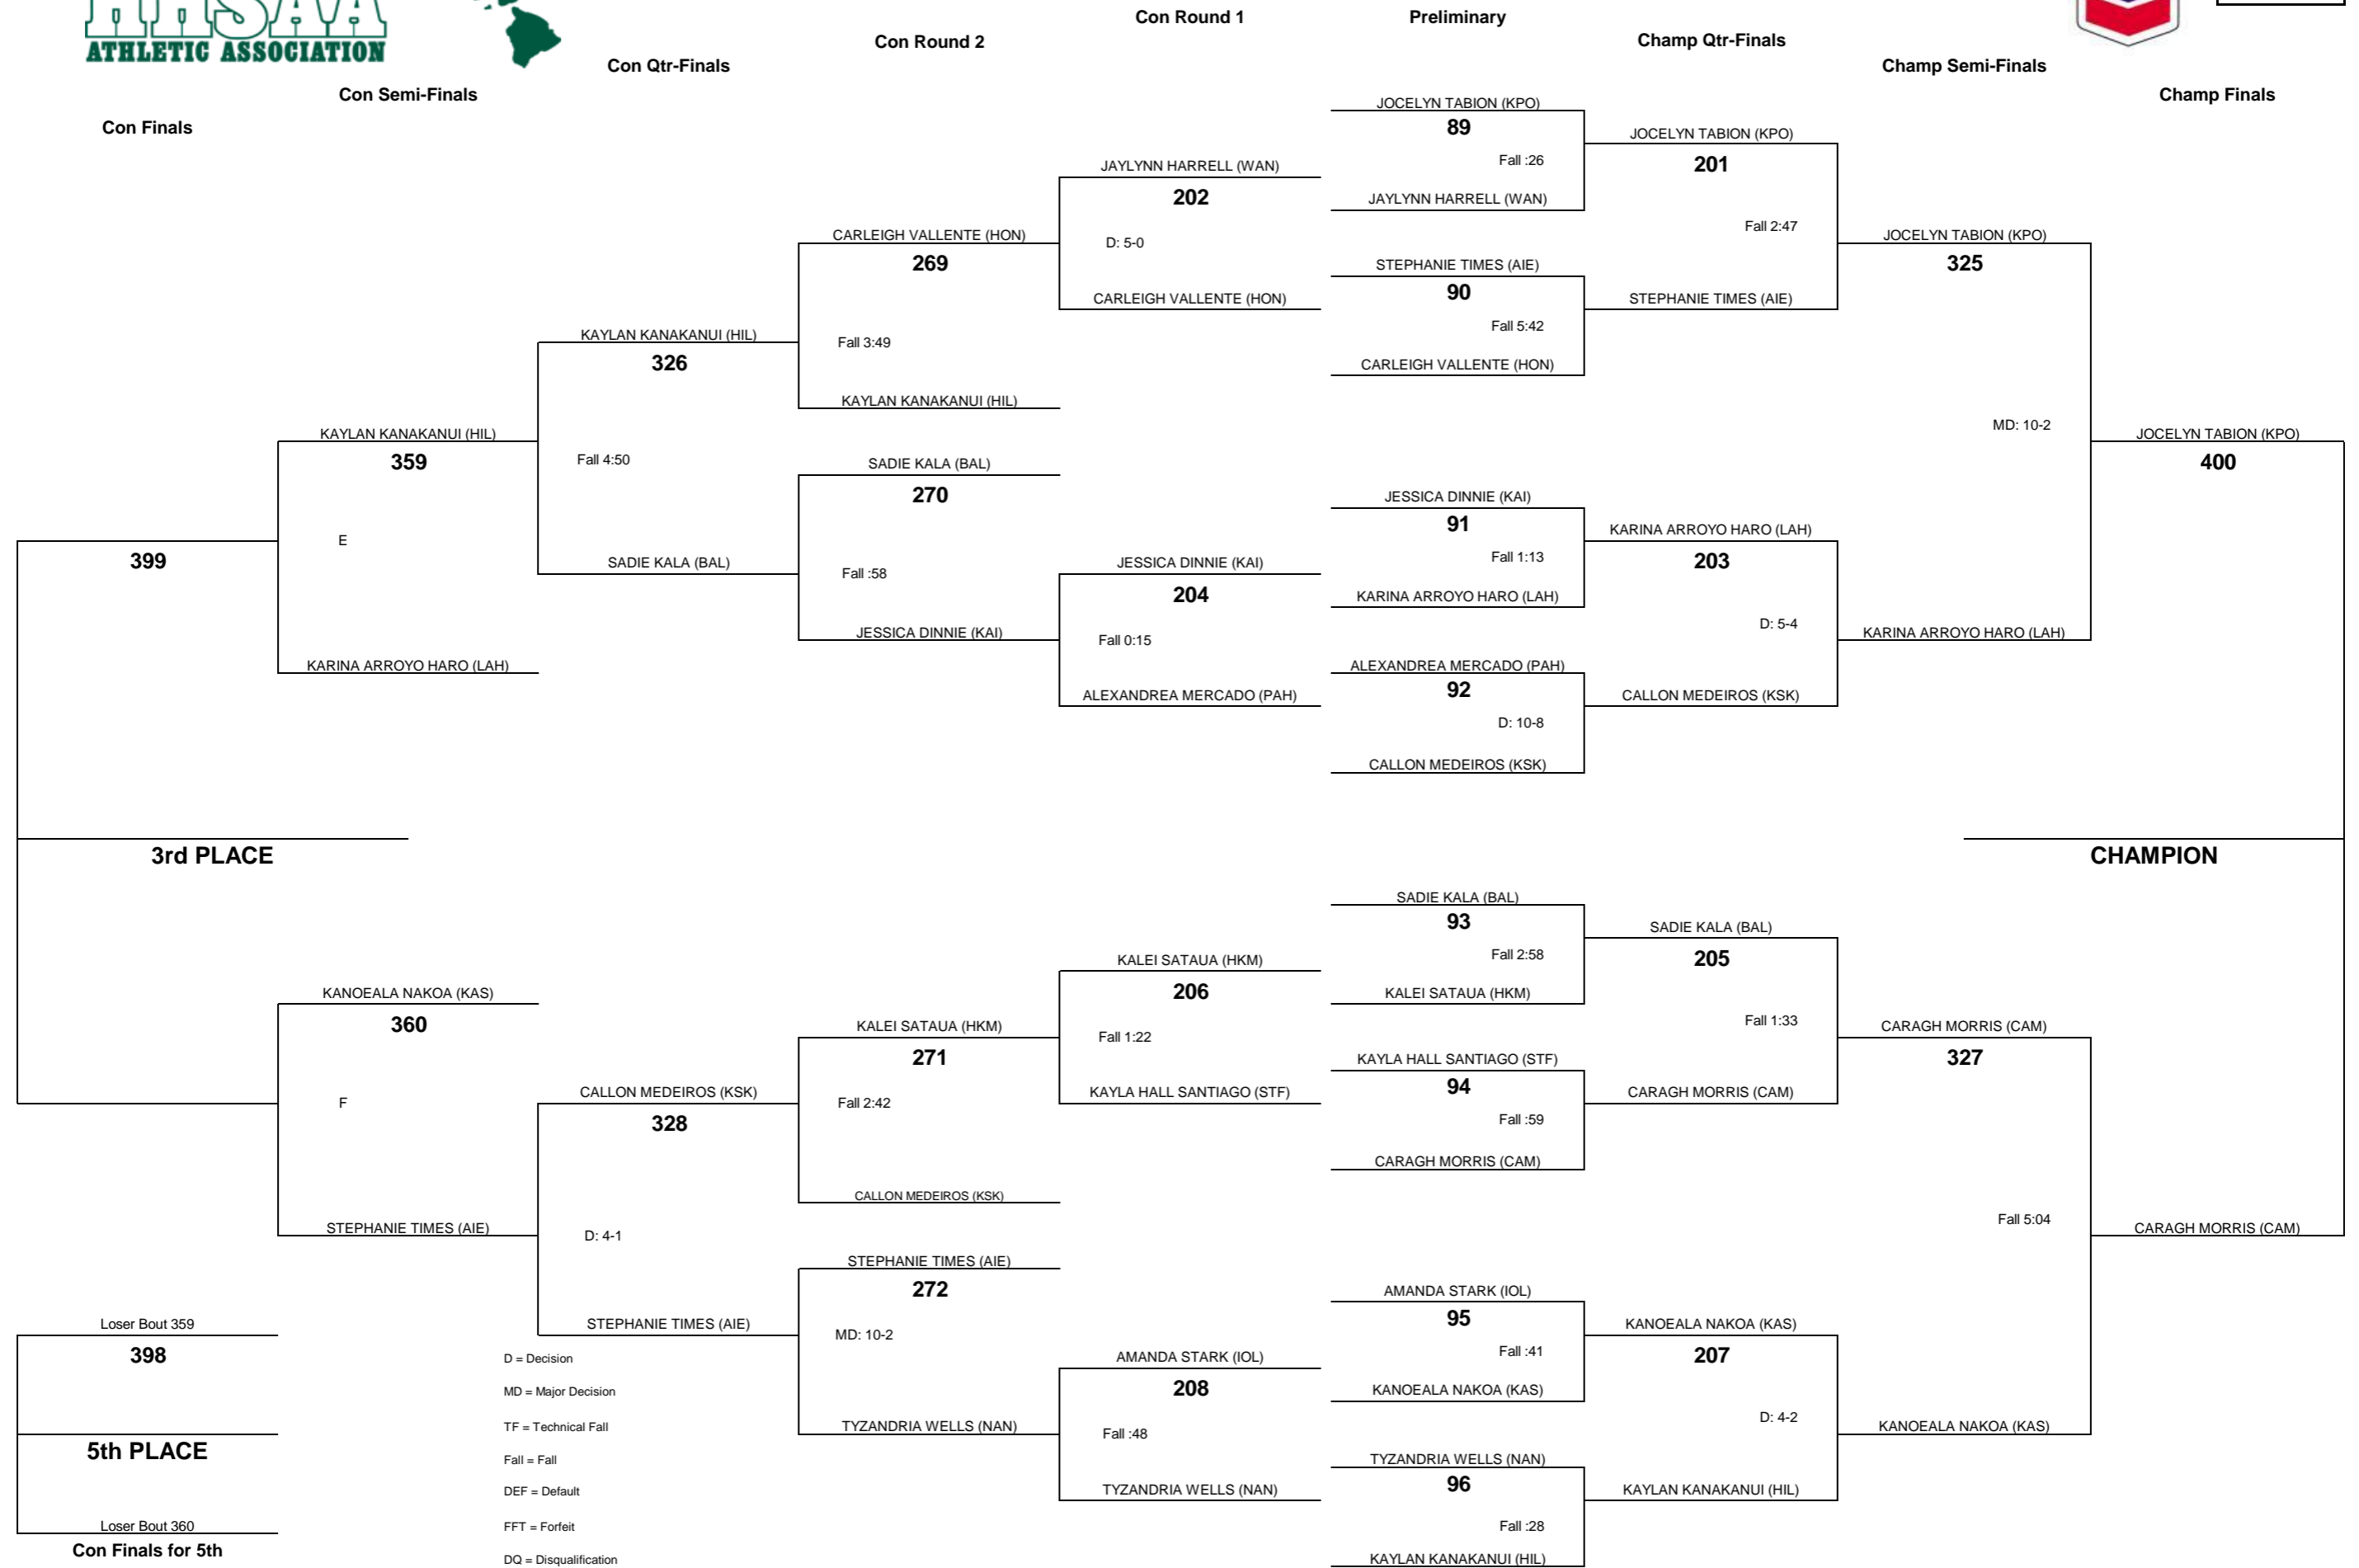 HHSAA
ATHLETIC ASSOCIATION
Con Finals
Con Semi-Finals
Con Qtr-Finals
Con Round 2
Con Round 1
Preliminary
Champ Qtr-Finals
Champ Semi-Finals
Champ Finals
KAYLAN KANAKANUI (HIL)
359
E
KARINA ARROYO HARO (LAH)
399
3rd PLACE
KANOEALA NAKOA (KAS)
360
F
STEPHANIE TIMES (AIE)
Loser Bout 359
398
5th PLACE
Loser Bout 360
Con Finals for 5th
KAYLAN KANAKANUI (HIL)
326
Fall 4:50
SADIE KALA (BAL)
CALLON MEDEIROS (KSK)
328
D: 4-1
STEPHANIE TIMES (AIE)
D = Decision
MD = Major Decision
TF = Technical Fall
Fall = Fall
DEF = Default
FFT = Forfeit
DQ = Disqualification
CARLEIGH VALLENTE (HON)
269
Fall 3:49
KAYLAN KANAKANUI (HIL)
SADIE KALA (BAL)
270
Fall :58
JESSICA DINNIE (KAI)
KALEI SATAUA (HKM)
271
Fall 2:42
CALLON MEDEIROS (KSK)
STEPHANIE TIMES (AIE)
272
MD: 10-2
TYZANDRIA WELLS (NAN)
JAYLYNN HARRELL (WAN)
202
D: 5-0
CARLEIGH VALLENTE (HON)
JESSICA DINNIE (KAI)
204
Fall 0:15
ALEXANDREA MERCADO (PAH)
KALEI SATAUA (HKM)
206
Fall 1:22
KAYLA HALL SANTIAGO (STF)
AMANDA STARK (IOL)
208
Fall :48
TYZANDRIA WELLS (NAN)
JOCELYN TABION (KPO)
89
Fall :26
JAYLYNN HARRELL (WAN)
STEPHANIE TIMES (AIE)
90
Fall 5:42
CARLEIGH VALLENTE (HON)
JESSICA DINNIE (KAI)
91
Fall 1:13
KARINA ARROYO HARO (LAH)
ALEXANDREA MERCADO (PAH)
92
D: 10-8
CALLON MEDEIROS (KSK)
SADIE KALA (BAL)
93
Fall 2:58
KALEI SATAUA (HKM)
KAYLA HALL SANTIAGO (STF)
94
Fall :59
CARAGH MORRIS (CAM)
AMANDA STARK (IOL)
95
Fall :41
KANOEALA NAKOA (KAS)
TYZANDRIA WELLS (NAN)
96
Fall :28
KAYLAN KANAKANUI (HIL)
JOCELYN TABION (KPO)
201
Fall 2:47
STEPHANIE TIMES (AIE)
KARINA ARROYO HARO (LAH)
203
D: 5-4
CALLON MEDEIROS (KSK)
SADIE KALA (BAL)
205
Fall 1:33
CARAGH MORRIS (CAM)
KANOEALA NAKOA (KAS)
207
D: 4-2
KAYLAN KANAKANUI (HIL)
JOCELYN TABION (KPO)
325
MD: 10-2
KARINA ARROYO HARO (LAH)
CARAGH MORRIS (CAM)
327
Fall 5:04
KANOEALA NAKOA (KAS)
JOCELYN TABION (KPO)
400
CHAMPION
CARAGH MORRIS (CAM)